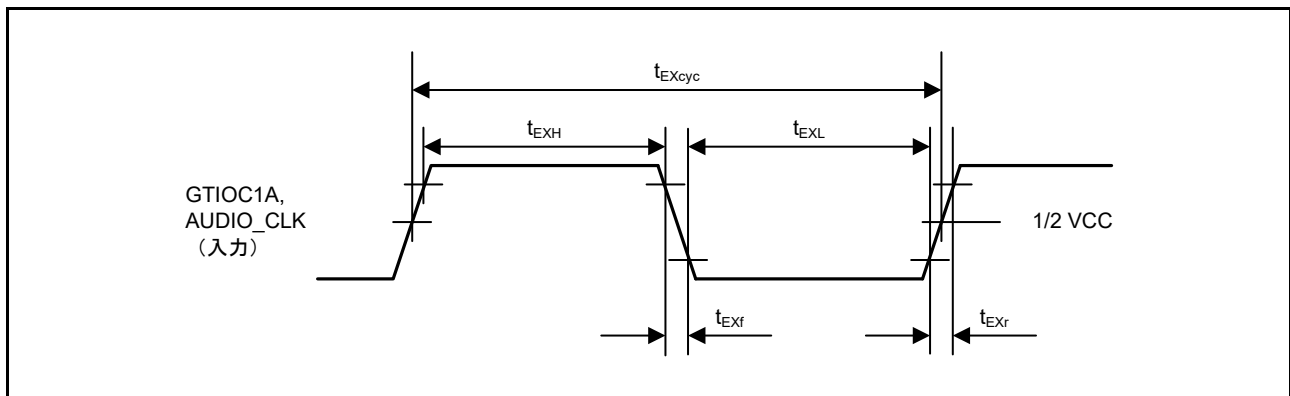 tEXcyc
tEXH
tEXL
GTIOC1A,
AUDIO_CLK
（入力）
1/2 VCC
tEXf
tEXr